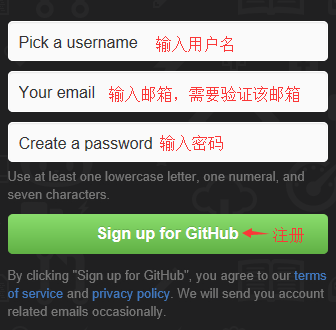 Pick a username 输入用户名
Your email 输入邮箱，需要验证该邮箱
Create a password 输入密码
Use at least one lowercase letter, one numeral, and
seven characters.
Sign up for GitHub 注册
By clicking "Sign up for GitHub", you agree to our terms
of service and privacy policy. We will send you account
related emails occasionally.